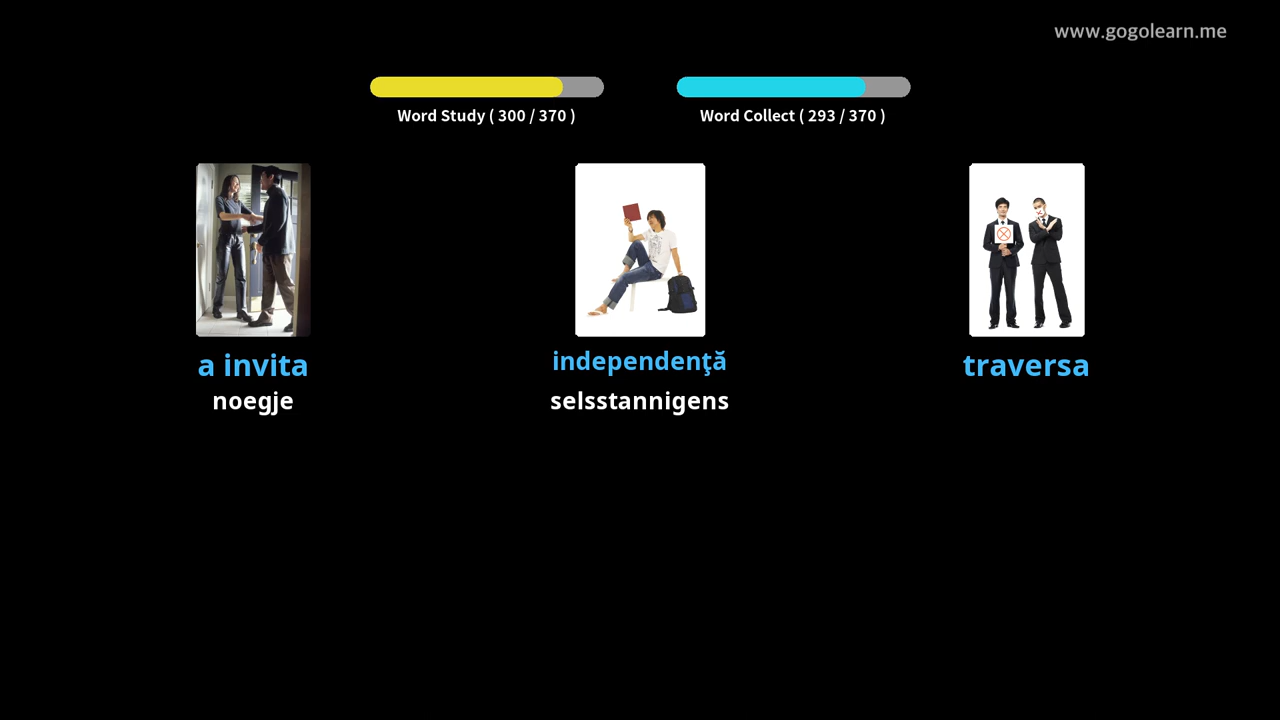 www.gogolearn.me
Word Study ( 300 / 370 )
Word Collect ( 293 / 370 )
a invita
noegje
independenţă
selsstannigens
traversa